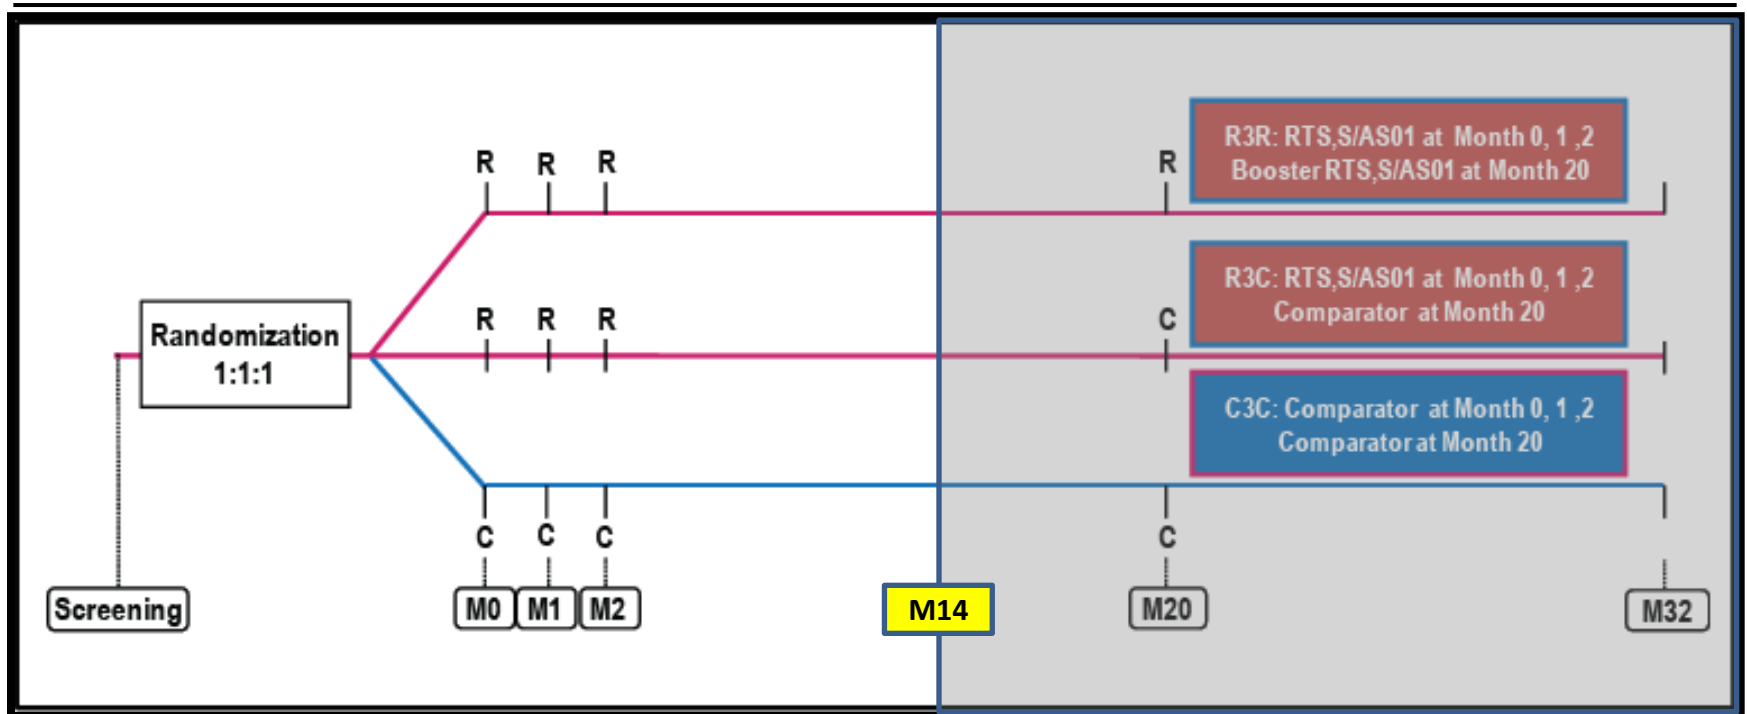 R R R R
R3R: RTS,S/AS01 at Month 0, 1 ,2
Booster RTS,S/AS01 at Month 20
Randomization
1:1:1
R R R C
R3C: RTS,S/AS01 at Month 0, 1 ,2
Comparator at Month 20
C3C: Comparator at Month 0, 1 ,2
Comparator at Month 20
C C C C
Screening M0 M1 M2 M14 M20 M32